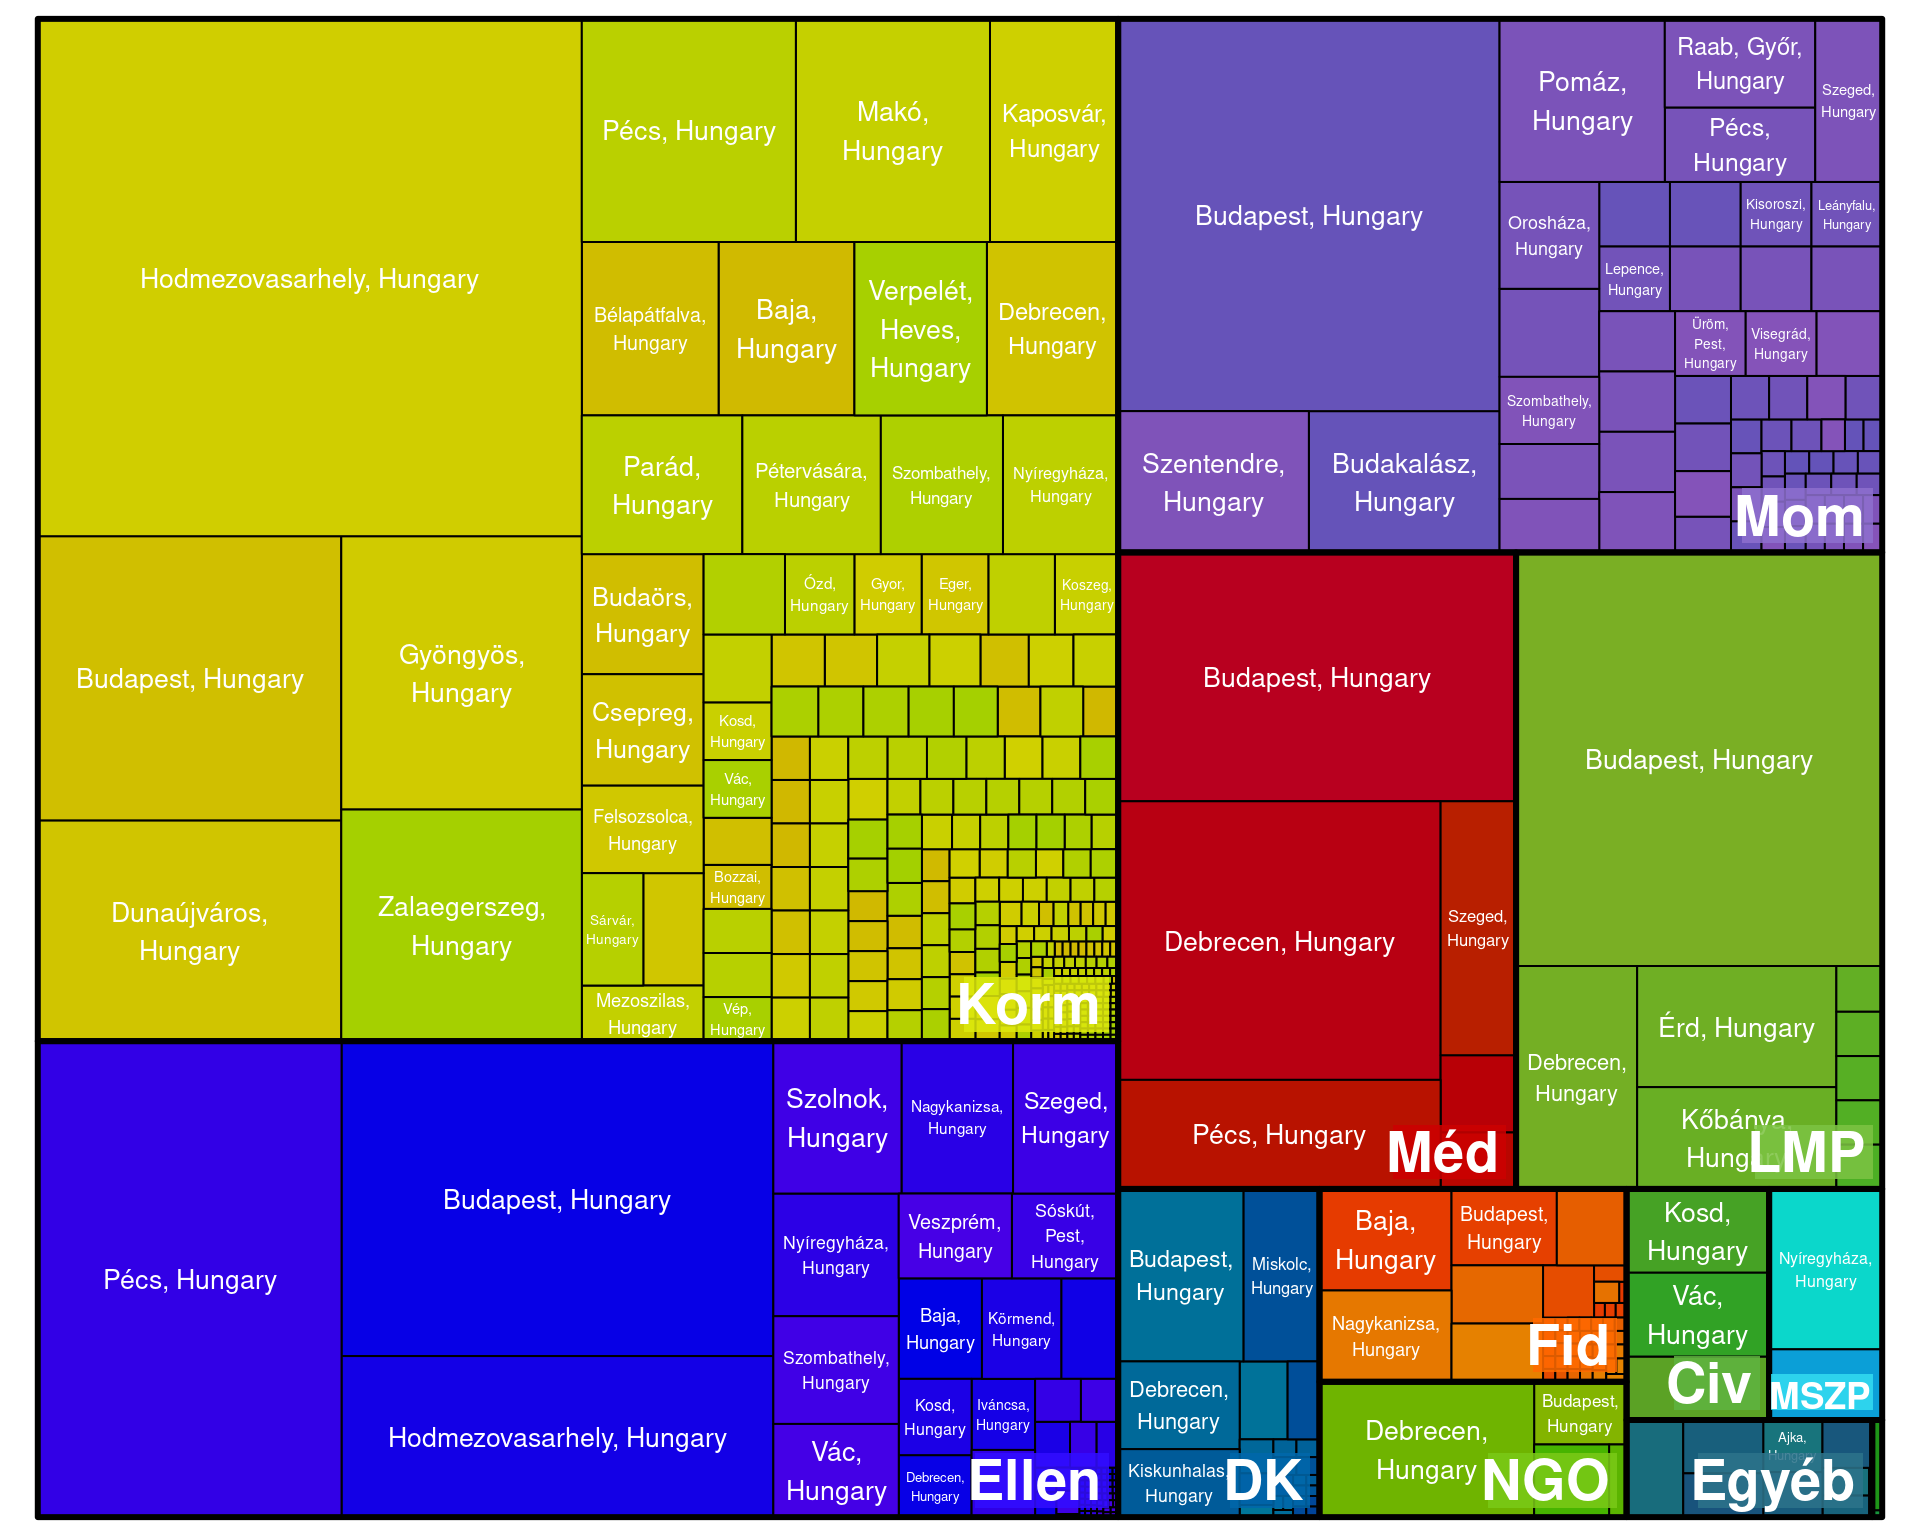 Hodmezovasarhely, Hungary
Pécs, Hungary
Makó,
Hungary
Kaposvár,
Hungary
Bélapátfalva,
Hungary
Baja,
Hungary
Verpelét,
Heves,
Hungary
Debrecen,
Hungary
Parád,
Hungary
Pétervására,
Hungary
Szombathely,
Hungary
Nyíregyháza,
Hungary
Budapest, Hungary
Gyöngyös,
Hungary
Dunaújváros,
Hungary
Zalaegerszeg,
Hungary
Budaörs,
Hungary
Csepreg,
Hungary
Felsozsolca,
Hungary
Sárvár,
Hungary
Mezoszilas,
Hungary
Ózd,
Hungary
Gyor,
Hungary
Eger,
Hungary
Koszeg,
Hungary
Kosd,
Hungary
Vác,
Hungary
Bozzai,
Hungary
Vép,
Hungary
Korm
Budapest, Hungary
Szentendre,
Hungary
Budakalász,
Hungary
Pomáz,
Hungary
Raab, Győr,
Hungary
Pécs,
Hungary
Szeged,
Hungary
Orosháza,
Hungary
Kisoroszi,
Hungary
Leányfalu,
Hungary
Lepence,
Hungary
Üröm,
Pest,
Hungary
Visegrád,
Hungary
Szombathely,
Hungary
Mom
Budapest, Hungary
Debrecen, Hungary
Szeged,
Hungary
Pécs, Hungary
Méd
Budapest, Hungary
Debrecen,
Hungary
Érd, Hungary
Kőbánya,
Hungary
LMP
Pécs, Hungary
Budapest, Hungary
Hodmezovasarhely, Hungary
Szolnok,
Hungary
Nagykanizsa,
Hungary
Szeged,
Hungary
Nyíregyháza,
Hungary
Veszprém,
Hungary
Sóskút,
Pest,
Hungary
Szombathely,
Hungary
Baja,
Hungary
Körmend,
Hungary
Vác,
Hungary
Kosd,
Hungary
Iváncsa,
Hungary
Debrecen,
Hungary
Ellen
Budapest,
Hungary
Miskolc,
Hungary
Debrecen,
Hungary
Kiskunhalas,
Hungary
DK
Baja,
Hungary
Budapest,
Hungary
Nagykanizsa,
Hungary
Fid
Debrecen,
Hungary
Budapest,
Hungary
NGO
Kosd,
Hungary
Vác,
Hungary
Civ
Nyíregyháza,
Hungary
MSZP
Ajka,
Hungary
Egyéb